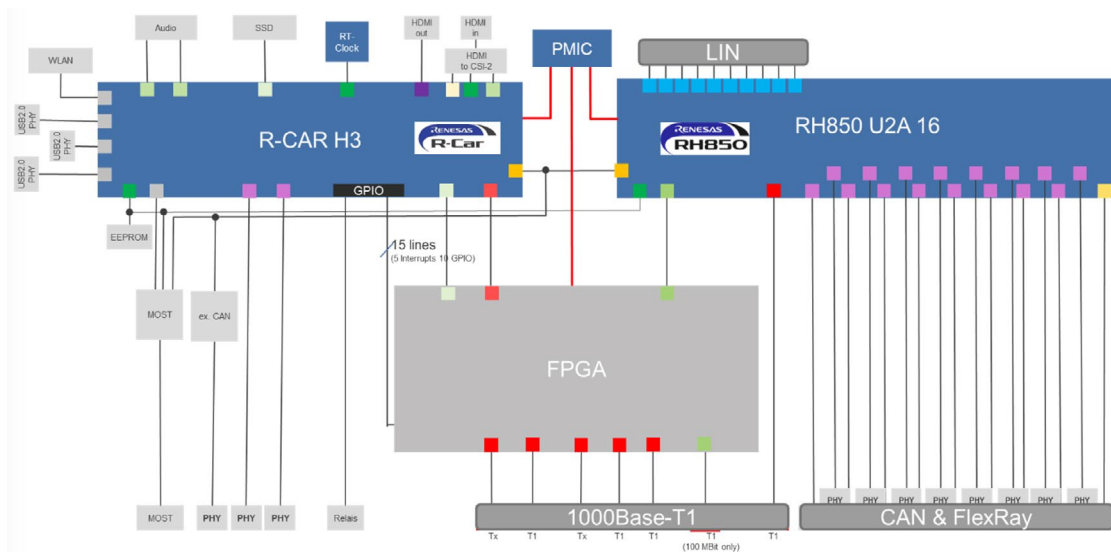 Audio
SSD
RT-
Clock
HDMI
out
HDMI
in
HDMI
to CSI-2
PMIC
LIN
WLAN
USB2.0
PHY
USB2.0
PHY
USB2.0
PHY
R-CAR H3
RENESAS
R-Car
RENESAS
RH850
RH850 U2A 16
GPIO
EEPROM
15 lines
(5 Interrupts 10 GPIO)
MOST
ex. CAN
FPGA
MOST
PHY
PHY
PHY
Relais
1000Base-T1
Tx
T1
Tx
T1
T1
T1
(100 MBit only)
T1
PHY
PHY
PHY
PHY
PHY
PHY
PHY
PHY
CAN & FlexRay